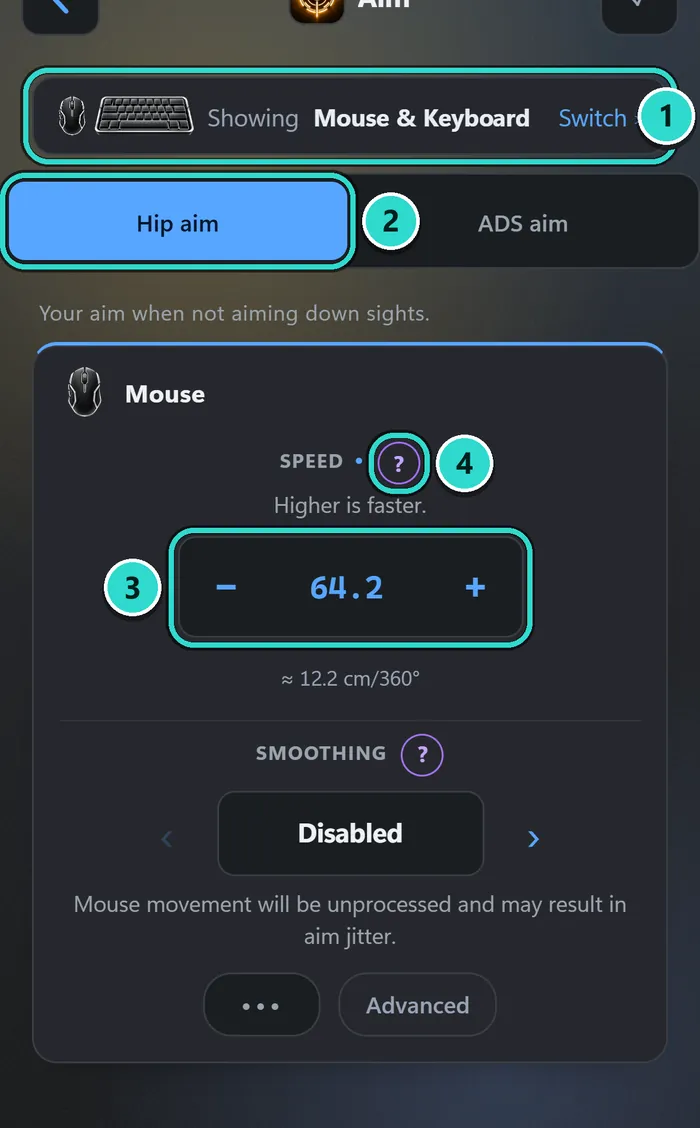 Aim
Showing Mouse & Keyboard Switch
1
Hip aim
2
ADS aim
Your aim when not aiming down sights.
Mouse
SPEED • ?
4
Higher is faster.
3
− 64.2 +
≈ 12.2 cm/360°
SMOOTHING ?
‹ Disabled ›
Mouse movement will be unprocessed and may result in
aim jitter.
••• Advanced